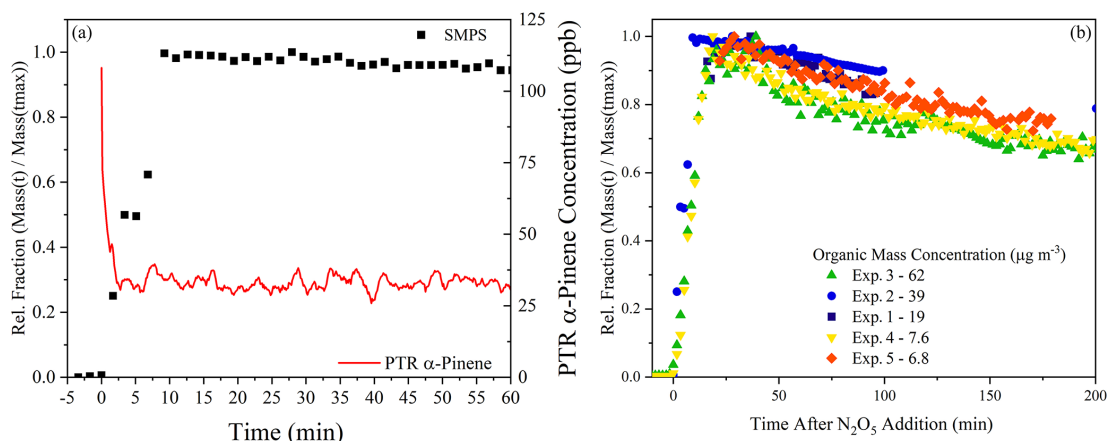 (a)
SMPS
PTR α-Pinene
Rel. Fraction (Mass(t) / Mass(tmax))
1.0
0.8
0.6
0.4
0.2
0.0
-5 0 5 10 15 20 25 30 35 40 45 50 55 60
Time (min)
125
100
75
50
25
0
PTR α-Pinene Concentration (ppb)
(b)
Rel. Fraction (Mass(t) / Mass(tmax))
1.0
0.8
0.6
0.4
0.2
0.0
Organic Mass Concentration (μg m⁻³)
Exp. 3 - 62
Exp. 2 - 39
Exp. 1 - 19
Exp. 4 - 7.6
Exp. 5 - 6.8
0 50 100 150 200
Time After N₂O₅ Addition (min)